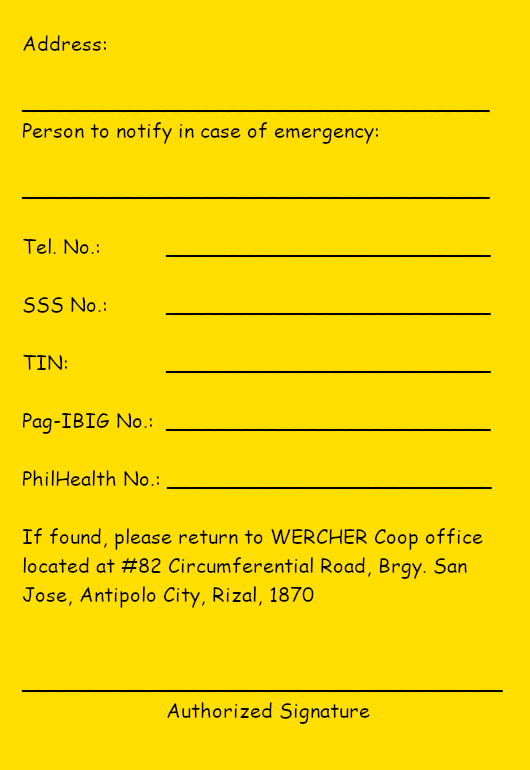 Address:
Person to notify in case of emergency:
Tel. No.:
SSS No.:
TIN:
Pag-IBIG No.:
PhilHealth No.:
If found, please return to WERCHER Coop office
located at #82 Circumferential Road, Brgy. San
Jose, Antipolo City, Rizal, 1870
Authorized Signature